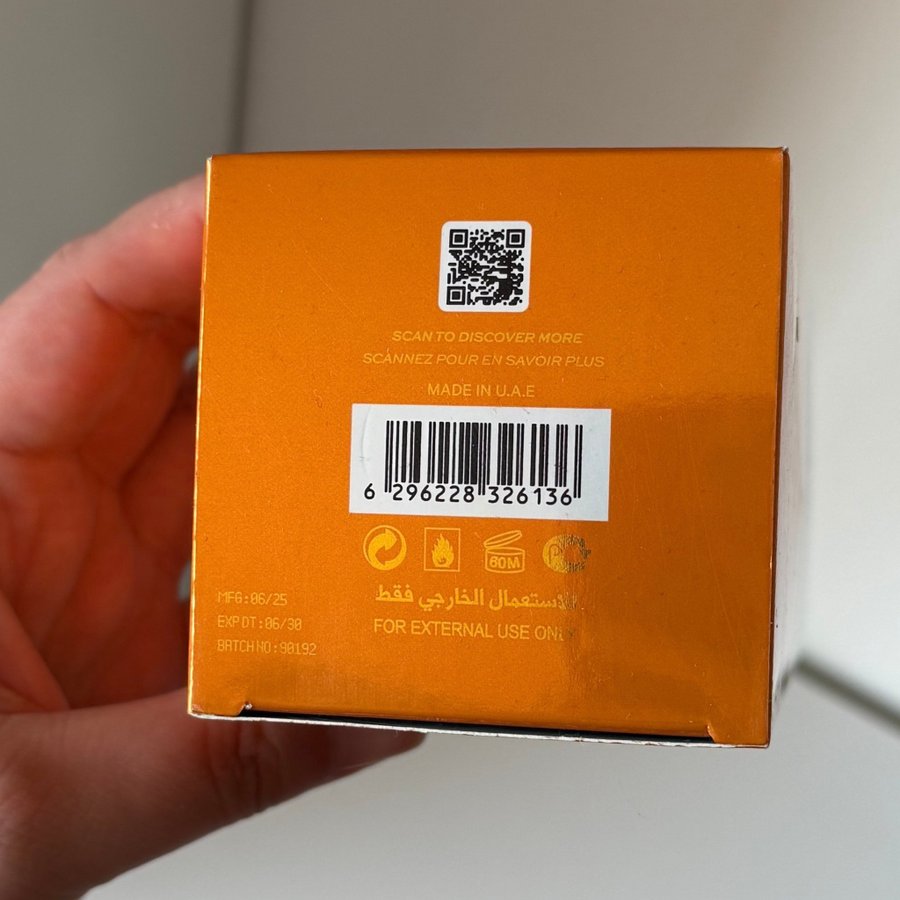 SCAN TO DISCOVER MORE
SCANNEZ POUR EN SAVOIR PLUS
MADE IN U.A.E
6 296228 326136
60M
للاستعمال الخارجي فقط
FOR EXTERNAL USE ONLY
MFG:06/25
EXP DT:06/30
BATCH NO:90192